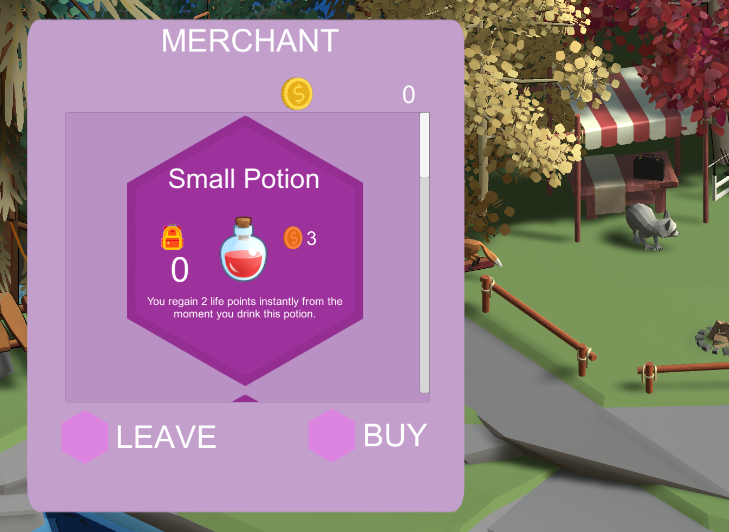 MERCHANT
0
Small Potion
3
0
You regain 2 life points instantly from the
moment you drink this potion.
LEAVE
BUY